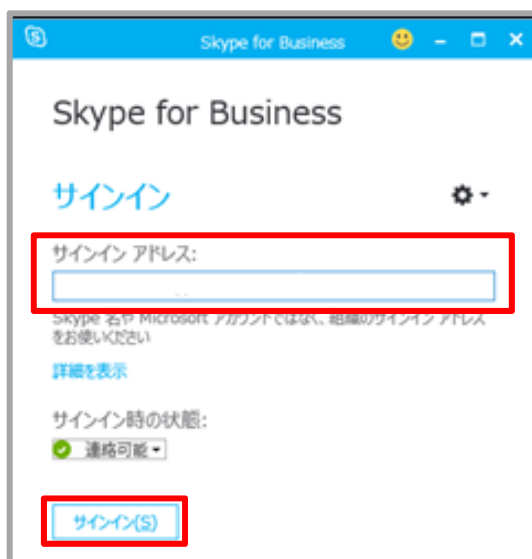 Skype for Business
Skype for Business
サインイン
サインイン アドレス:
Skype 名や Microsoft アカウントではなく、組織のサインイン アドレス
をお使いください
詳細を表示
サインイン時の状態:
連絡可能
サインイン(S)